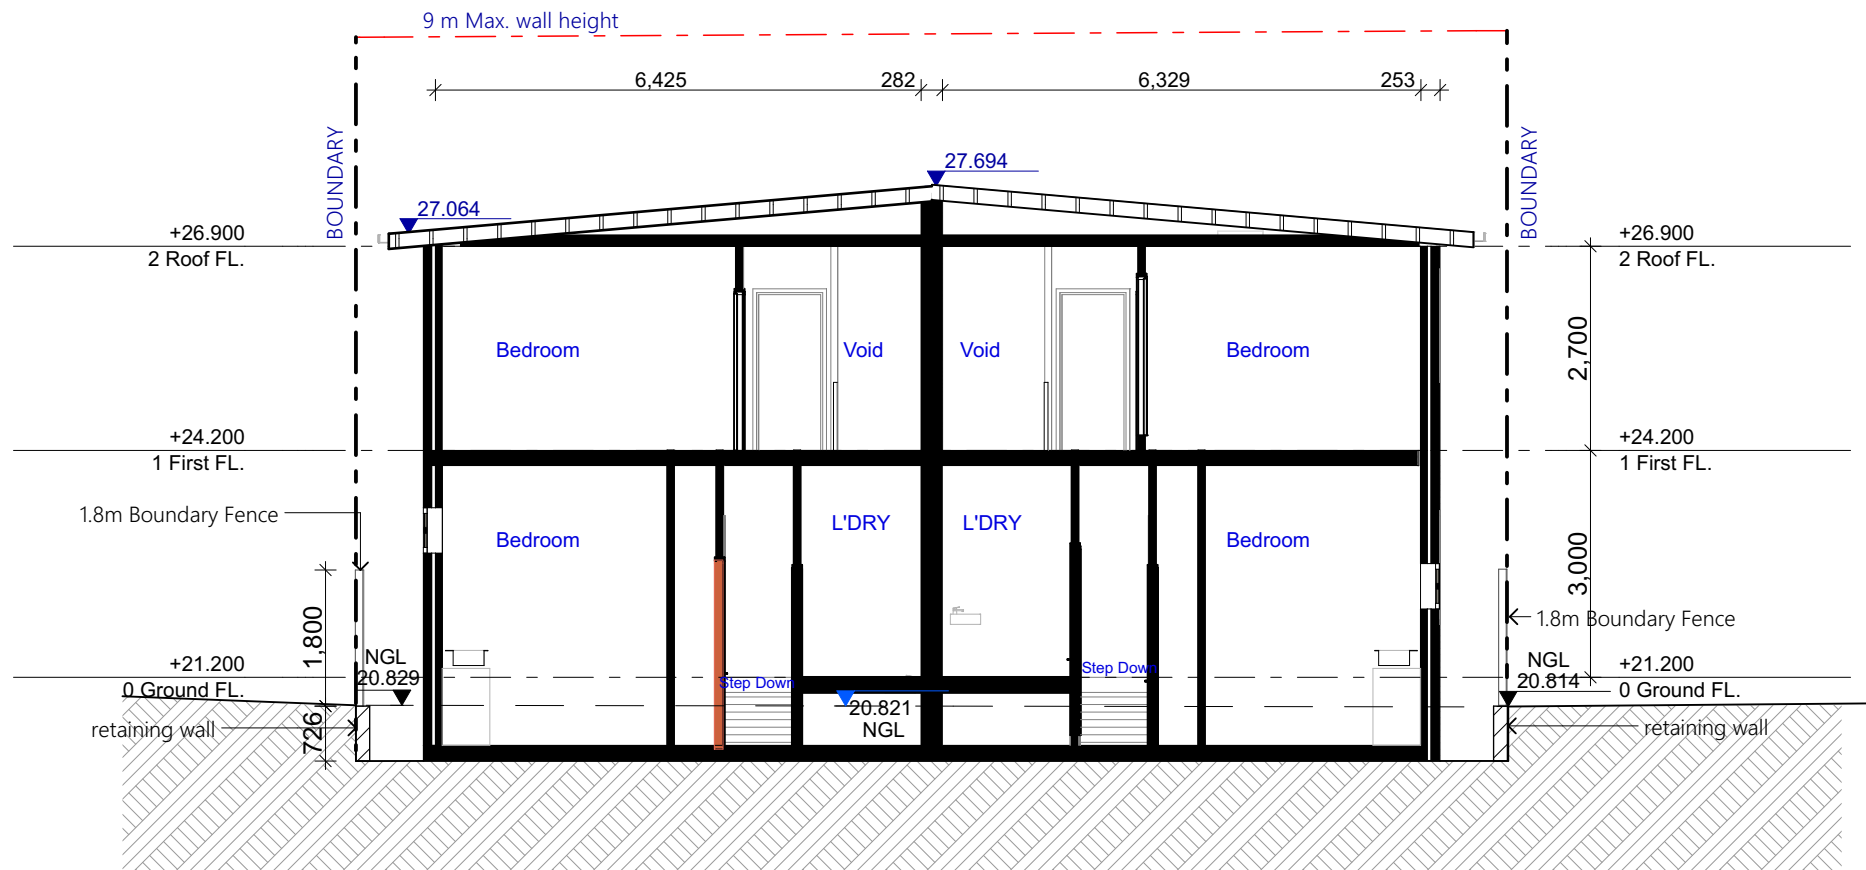 9 m Max. wall height
6,425
282
6,329
253
BOUNDARY
BOUNDARY
27.694
27.064
+26.900
2 Roof FL.
+26.900
2 Roof FL.
Bedroom
Void
Void
Bedroom
2,700
+24.200
1 First FL.
+24.200
1 First FL.
1.8m Boundary Fence
Bedroom
L'DRY
L'DRY
Bedroom
3,000
1,800
1.8m Boundary Fence
NGL
20.829
+21.200
0 Ground FL.
Step Down
Step Down
NGL
20.814
+21.200
0 Ground FL.
20.821
NGL
726
retaining wall
retaining wall